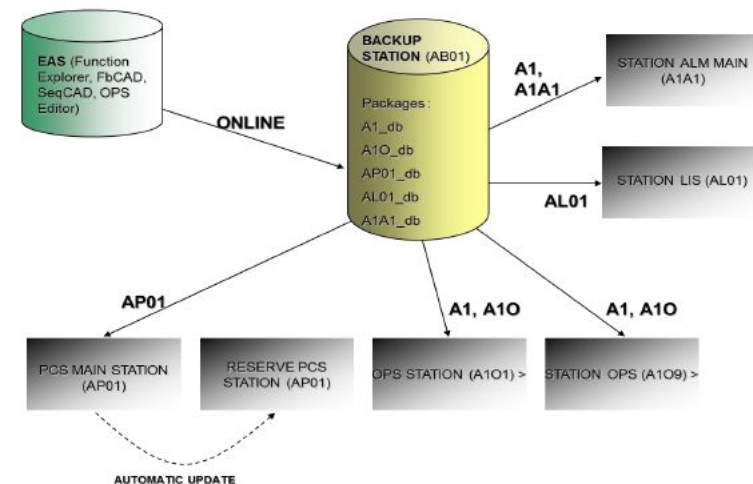 EAS (Function
Explorer, FbCAD,
SeqCAD, OPS
Editor)
ONLINE
BACKUP
STATION (AB01)
Packages:
A1_db
A1O_db
AP01_db
AL01_db
A1A1_db
A1,
A1A1
STATION ALM MAIN
(A1A1)
STATION LIS (AL01)
AL01
AP01
A1, A1O
A1, A1O
PCS MAIN STATION
(AP01)
RESERVE PCS
STATION (AP01)
OPS STATION (A1O1) >
STATION OPS (A1O9) >
AUTOMATIC UPDATE